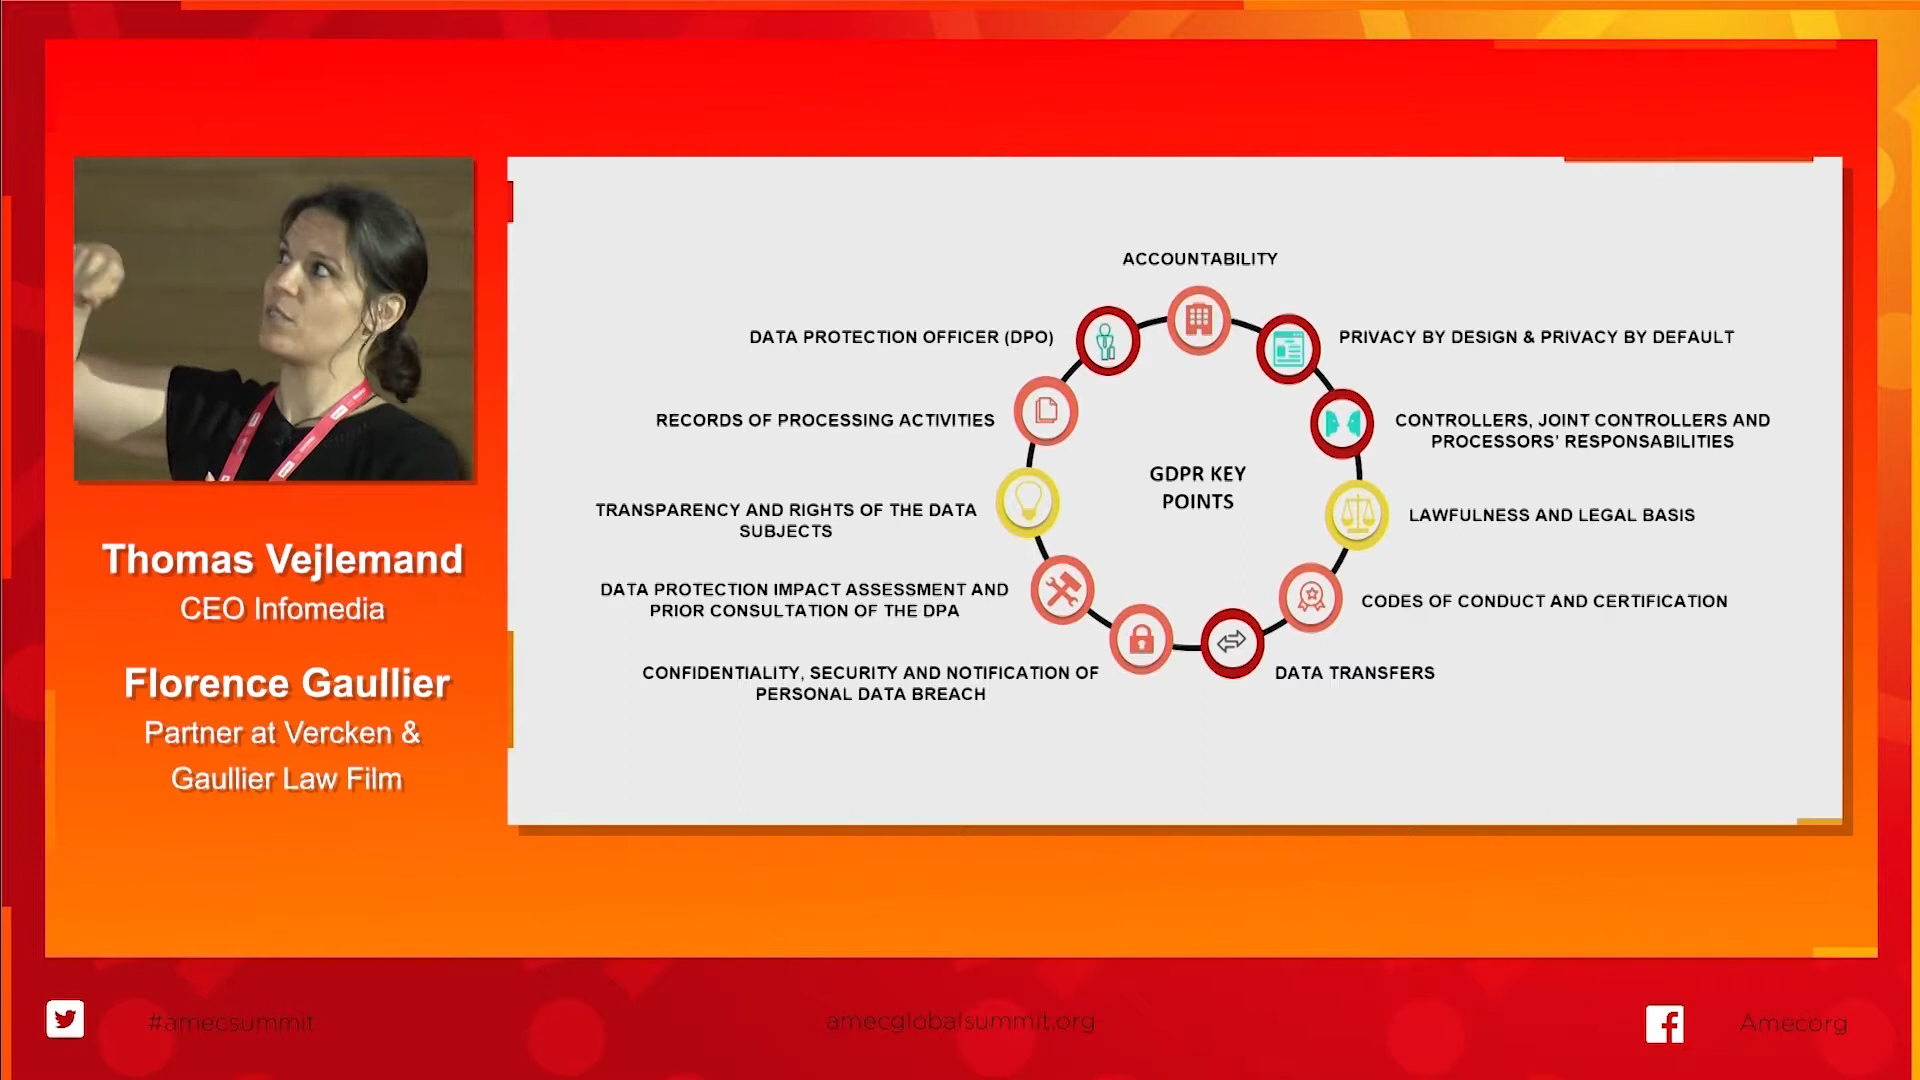 Thomas Vejlemand
CEO Infomedia
Florence Gaullier
Partner at Vercken &
Gaullier Law Film
ACCOUNTABILITY
PRIVACY BY DESIGN & PRIVACY BY DEFAULT
CONTROLLERS, JOINT CONTROLLERS AND
PROCESSORS' RESPONSABILITIES
LAWFULNESS AND LEGAL BASIS
CODES OF CONDUCT AND CERTIFICATION
DATA TRANSFERS
CONFIDENTIALITY, SECURITY AND NOTIFICATION OF
PERSONAL DATA BREACH
DATA PROTECTION IMPACT ASSESSMENT AND
PRIOR CONSULTATION OF THE DPA
TRANSPARENCY AND RIGHTS OF THE DATA
SUBJECTS
RECORDS OF PROCESSING ACTIVITIES
DATA PROTECTION OFFICER (DPO)
GDPR KEY
POINTS
#amecsummit
amecglobalsummit.org
Amecorg